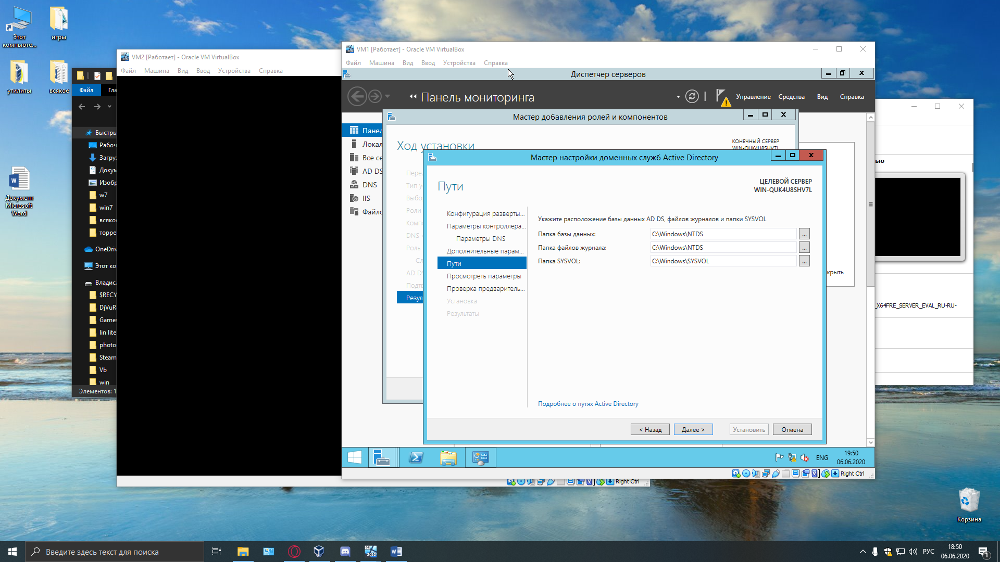 Этот
компьюте...
игры
утилиты
всякое
Документ
Microsoft
Word
Корзина
Файл
Гла
Быстры
Рабоч
Загру
Докум
Изобр
w7
win7
всяко
торре
OneDriv
Этот ко
Владис
$RECY
DjVuR
Games
lin lite
photo
Steam
Vb
win
Элементов: 1
VM2 [Работает] - Oracle VM VirtualBox
Файл Машина Вид Ввод Устройства Справка
Right Ctrl
VM1 [Работает] - Oracle VM VirtualBox
Файл Машина Вид Ввод Устройства Справка
Диспетчер серверов
Панель мониторинга
Управление Средства Вид Справка
Панел
Локал
Все се
AD DS
DNS
IIS
Файло
Мастер добавления ролей и компонентов
Ход установки
КОНЕЧНЫЙ СЕРВЕР
WIN-QUK4U8SHV7L
Перед
Тип у
Выбо
Роли
Комп
DNS-
Роль
Сл
AD D
Подтв
Резул
Мастер настройки доменных служб Active Directory
Пути
ЦЕЛЕВОЙ СЕРВЕР
WIN-QUK4U8SHV7L
Конфигурация разверты...
Параметры контроллера...
Параметры DNS
Дополнительные парам...
Пути
Просмотреть параметры
Проверка предваритель...
Установка
Результаты
Укажите расположение базы данных AD DS, файлов журналов и папки SYSVOL
Папка базы данных: C:\Windows\NTDS ...
Папка файлов журнала: C:\Windows\NTDS ...
Папка SYSVOL: C:\Windows\SYSVOL ...
Подробнее о путях Active Directory
< Назад Далее > Установить Отмена
крыть
ью
_X64FRE_SERVER_EVAL_RU-RU-
ENG
19:50
06.06.2020
Right Ctrl
Введите здесь текст для поиска
64
2012
РУС
18:50
06.06.2020
1